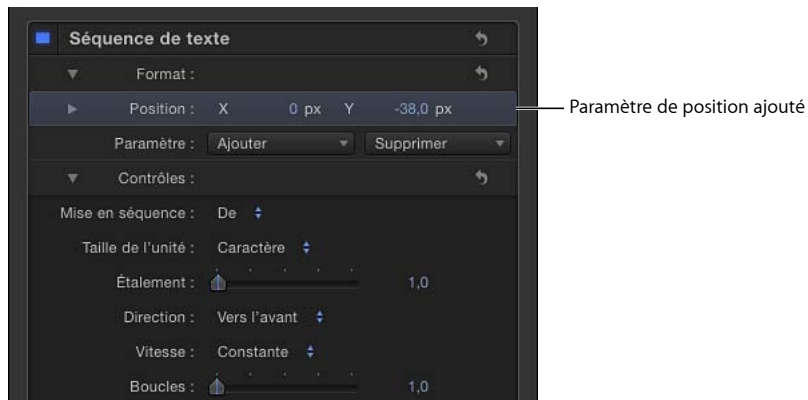 Séquence de texte
Format :
Position : X 0 px Y -38,0 px
Paramètre de position ajouté
Paramètre : Ajouter Supprimer
Contrôles :
Mise en séquence : De
Taille de l'unité : Caractère
Étalement : 1,0
Direction : Vers l'avant
Vitesse : Constante
Boucles : 1,0